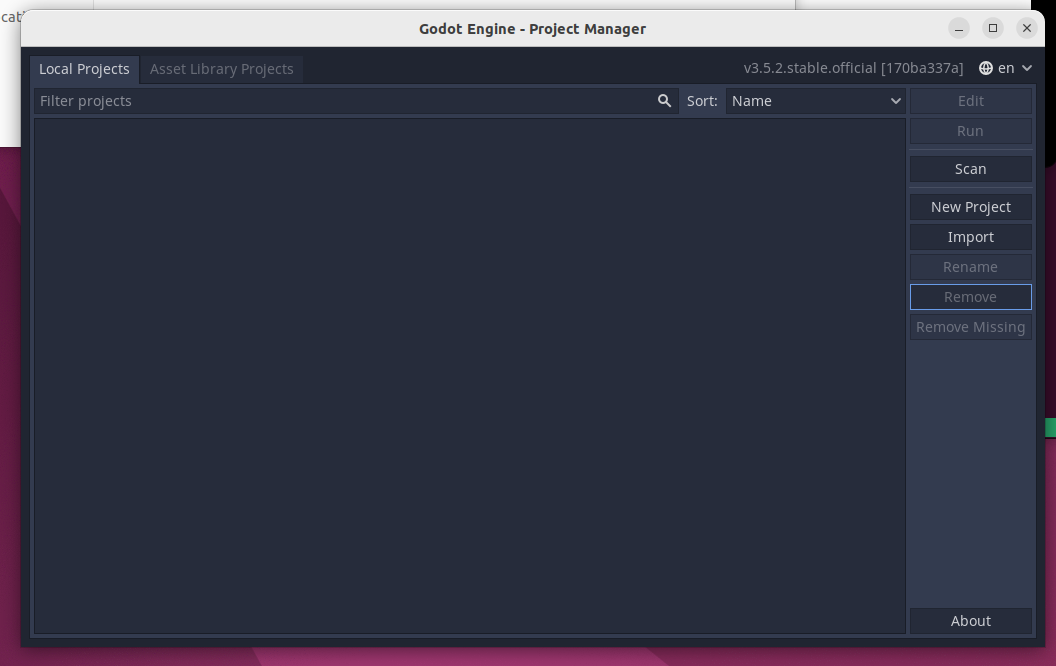 Godot Engine - Project Manager
Local Projects Asset Library Projects v3.5.2.stable.official [170ba337a] en
Filter projects Sort: Name Edit
Run
Scan
New Project
Import
Rename
Remove
Remove Missing
About